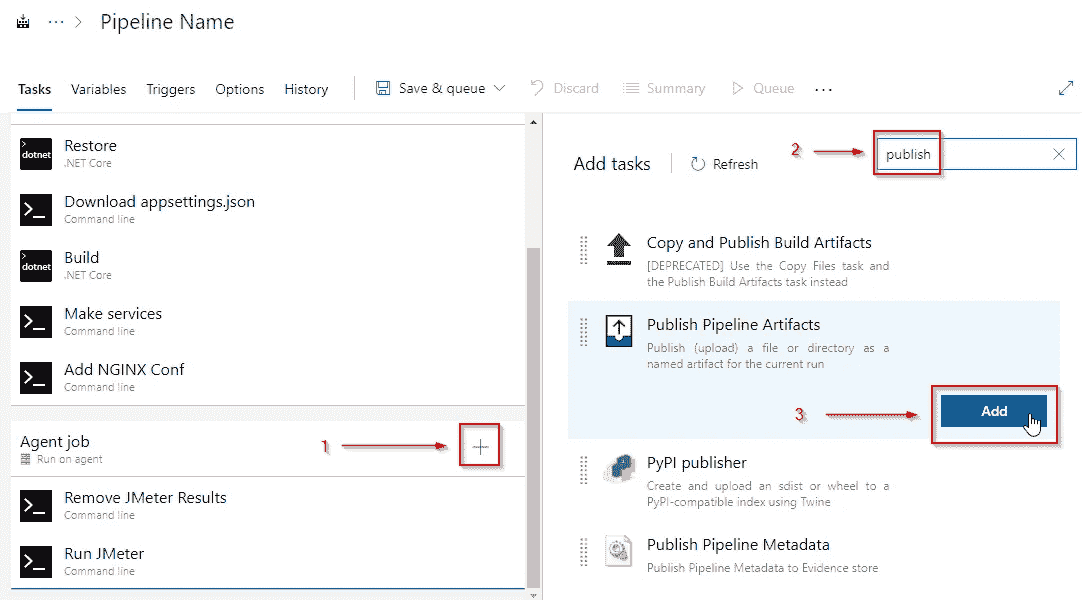 ... > Pipeline Name
Tasks Variables Triggers Options History Save & queue Discard Summary Queue ...
>_ dotnet
Restore
.NET Core
>_
Download appsettings.json
Command line
>_ dotnet
Build
.NET Core
>_
Make services
Command line
>_
Add NGINX Conf
Command line
Agent job
Run on agent
1
+
>_
Remove JMeter Results
Command line
>_
Run JMeter
Command line
Add tasks Refresh
2
publish
Copy and Publish Build Artifacts
[DEPRECATED] Use the Copy Files task and
the Publish Build Artifacts task instead
Publish Pipeline Artifacts
Publish (upload) a file or directory as a
named artifact for the current run
3
Add
PyPI publisher
Create and upload an sdist or wheel to a
PyPI-compatible index using Twine
Publish Pipeline Metadata
Publish Pipeline Metadata to Evidence store